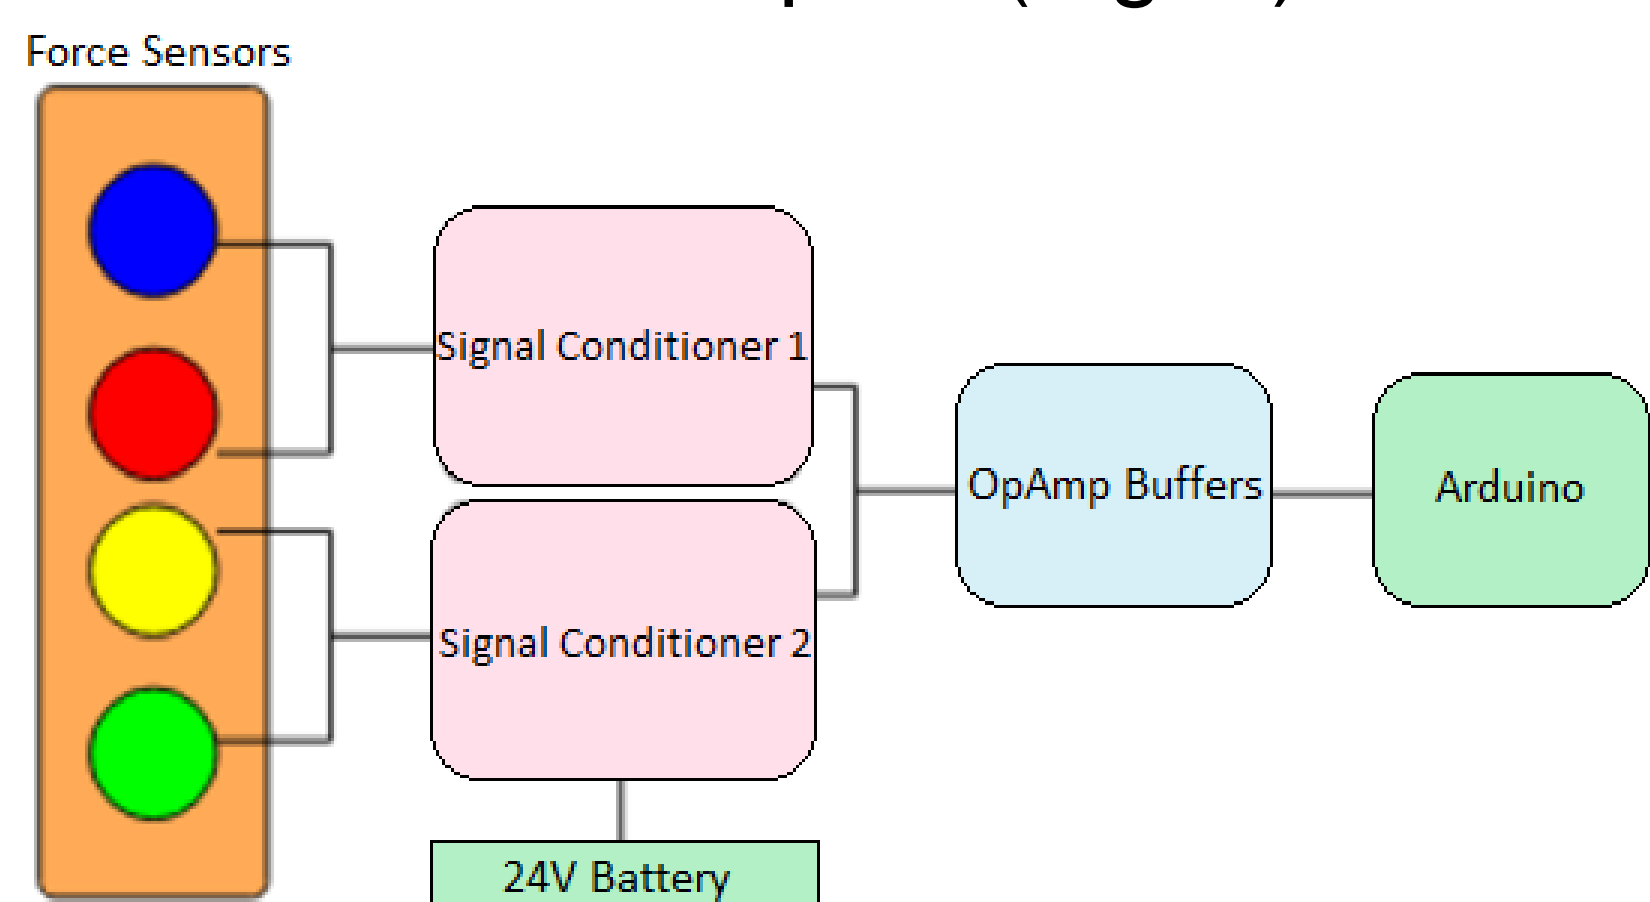 Force Sensors
Signal Conditioner 1
OpAmp Buffers
Arduino
Signal Conditioner 2
24V Battery